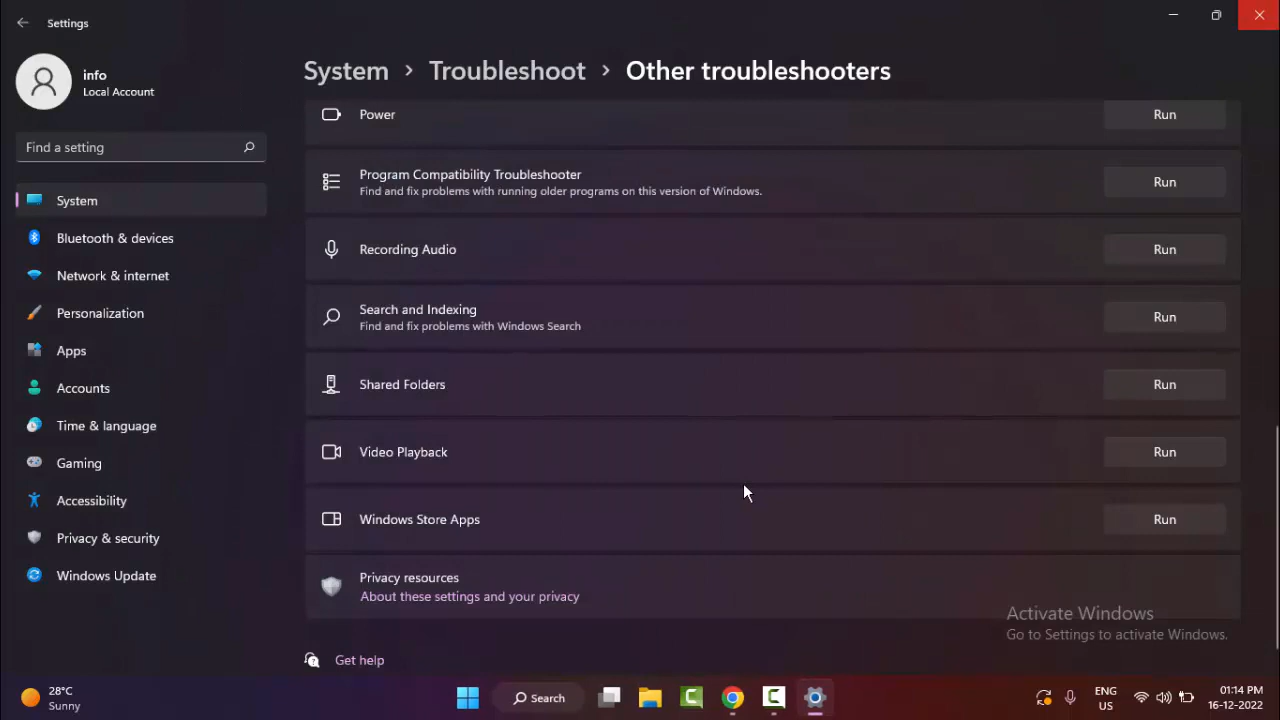 Settings
info
Local Account
Find a setting
System
Bluetooth & devices
Network & internet
Personalization
Apps
Accounts
Time & language
Gaming
Accessibility
Privacy & security
Windows Update
System > Troubleshoot > Other troubleshooters
Power Run
Program Compatibility Troubleshooter
Find and fix problems with running older programs on this version of Windows.
Run
Recording Audio Run
Search and Indexing
Find and fix problems with Windows Search
Run
Shared Folders Run
Video Playback Run
Windows Store Apps Run
Privacy resources
About these settings and your privacy
Activate Windows
Go to Settings to activate Windows.
Get help
28°C
Sunny
Search
ENG
US
01:14 PM
16-12-2022